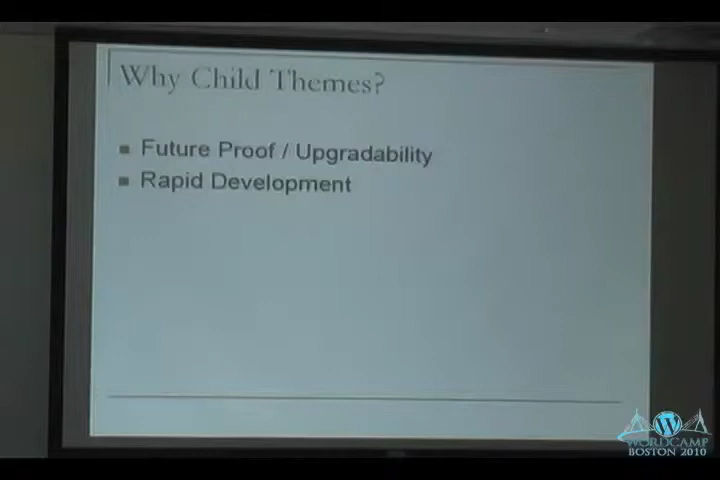 Why Child Themes?
Future Proof / Upgradability
Rapid Development
WORDCAMP
BOSTON 2010